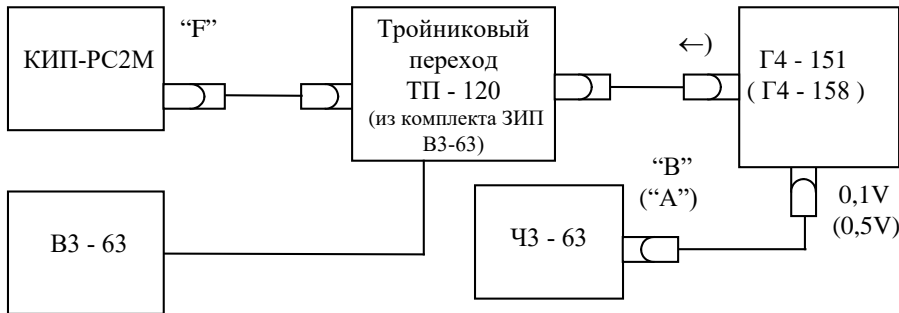 КИП-РС2М
“F”
Тройниковый
переход
ТП - 120
(из комплекта ЗИП
В3-63)
←)
Г4 - 151
( Г4 - 158 )
В3 - 63
“В”
(“А”)
Ч3 - 63
0,1V
(0,5V)